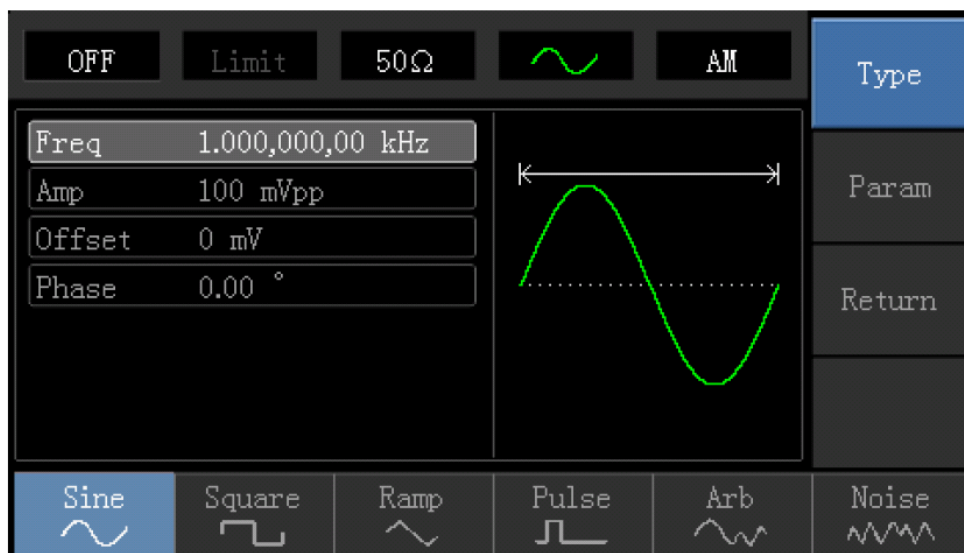 OFF Limit 50Ω AM
Type
Freq 1.000,000,00 kHz
Amp 100 mVpp
Param
Offset 0 mV
Phase 0.00 °
Return
Sine Square Ramp Pulse Arb Noise